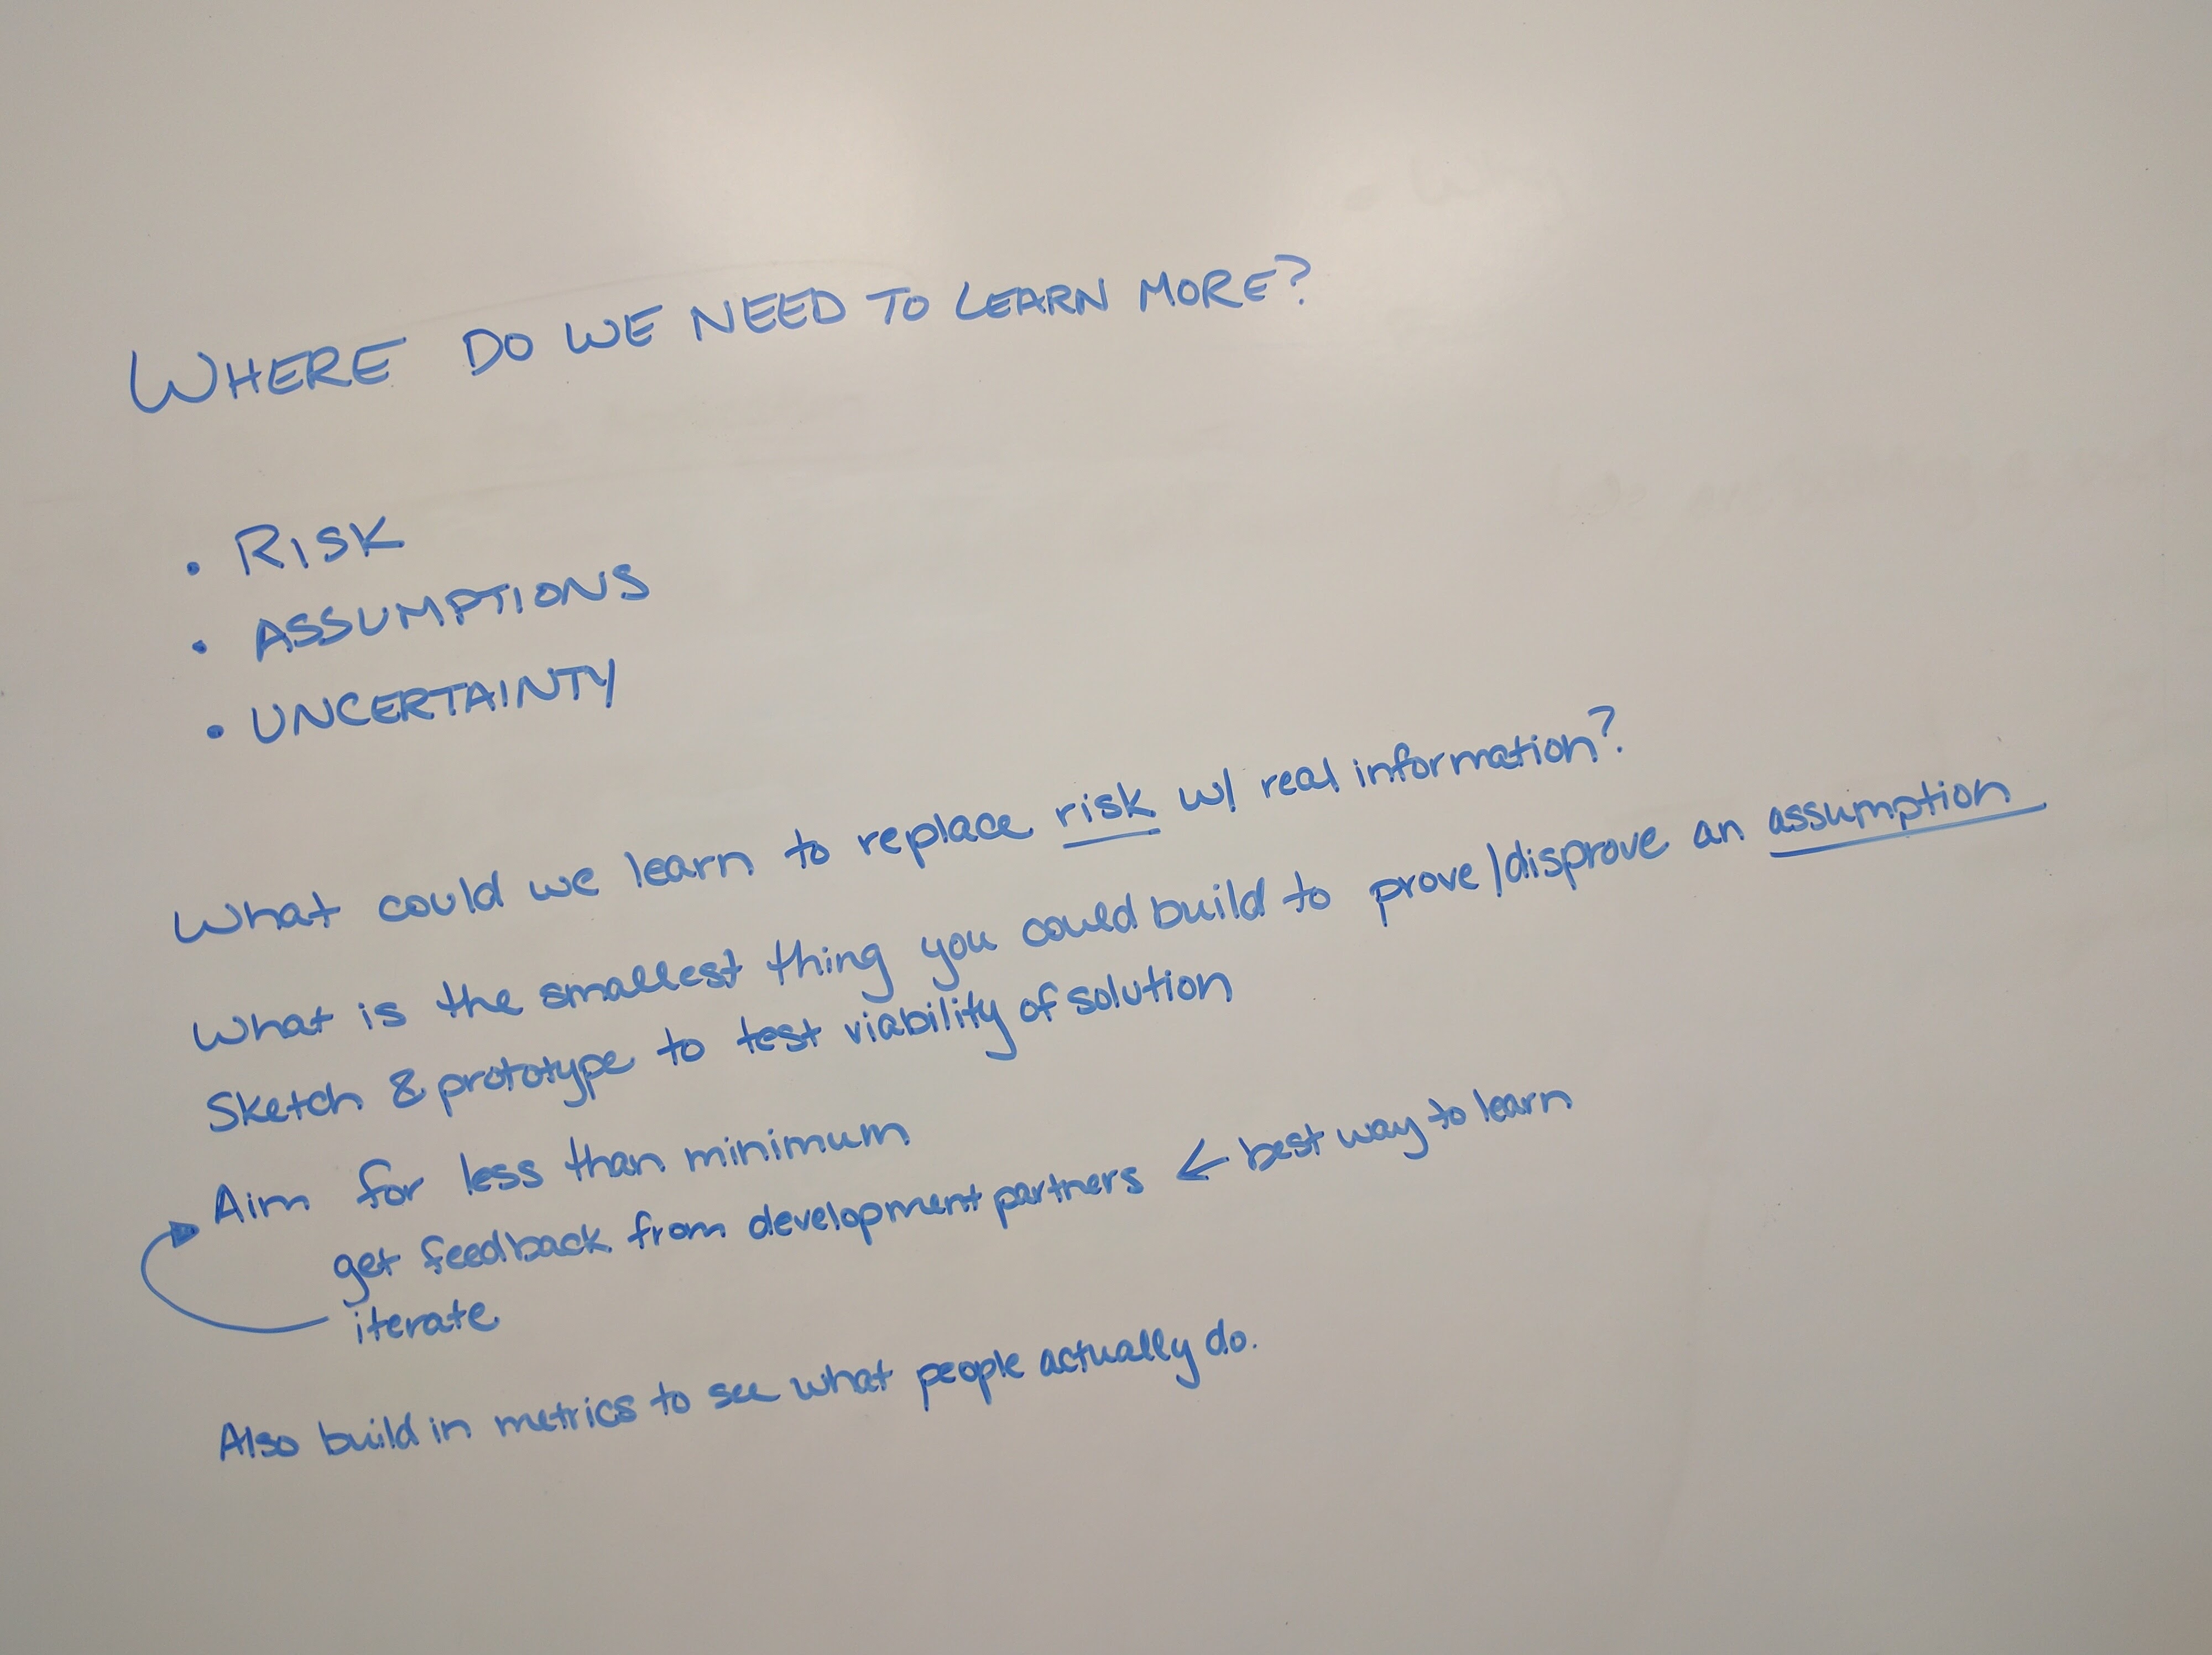 WHERE DO WE NEED TO LEARN MORE?
• RISK
• ASSUMPTIONS
• UNCERTAINTY
What could we learn to replace risk w/ real information?
What is the smallest thing you could build to prove/disprove an assumption
Sketch & prototype to test viability of solution
Aim for less than minimum
get feedback from development partners ← best way to learn
iterate
Also build in metrics to see what people actually do.